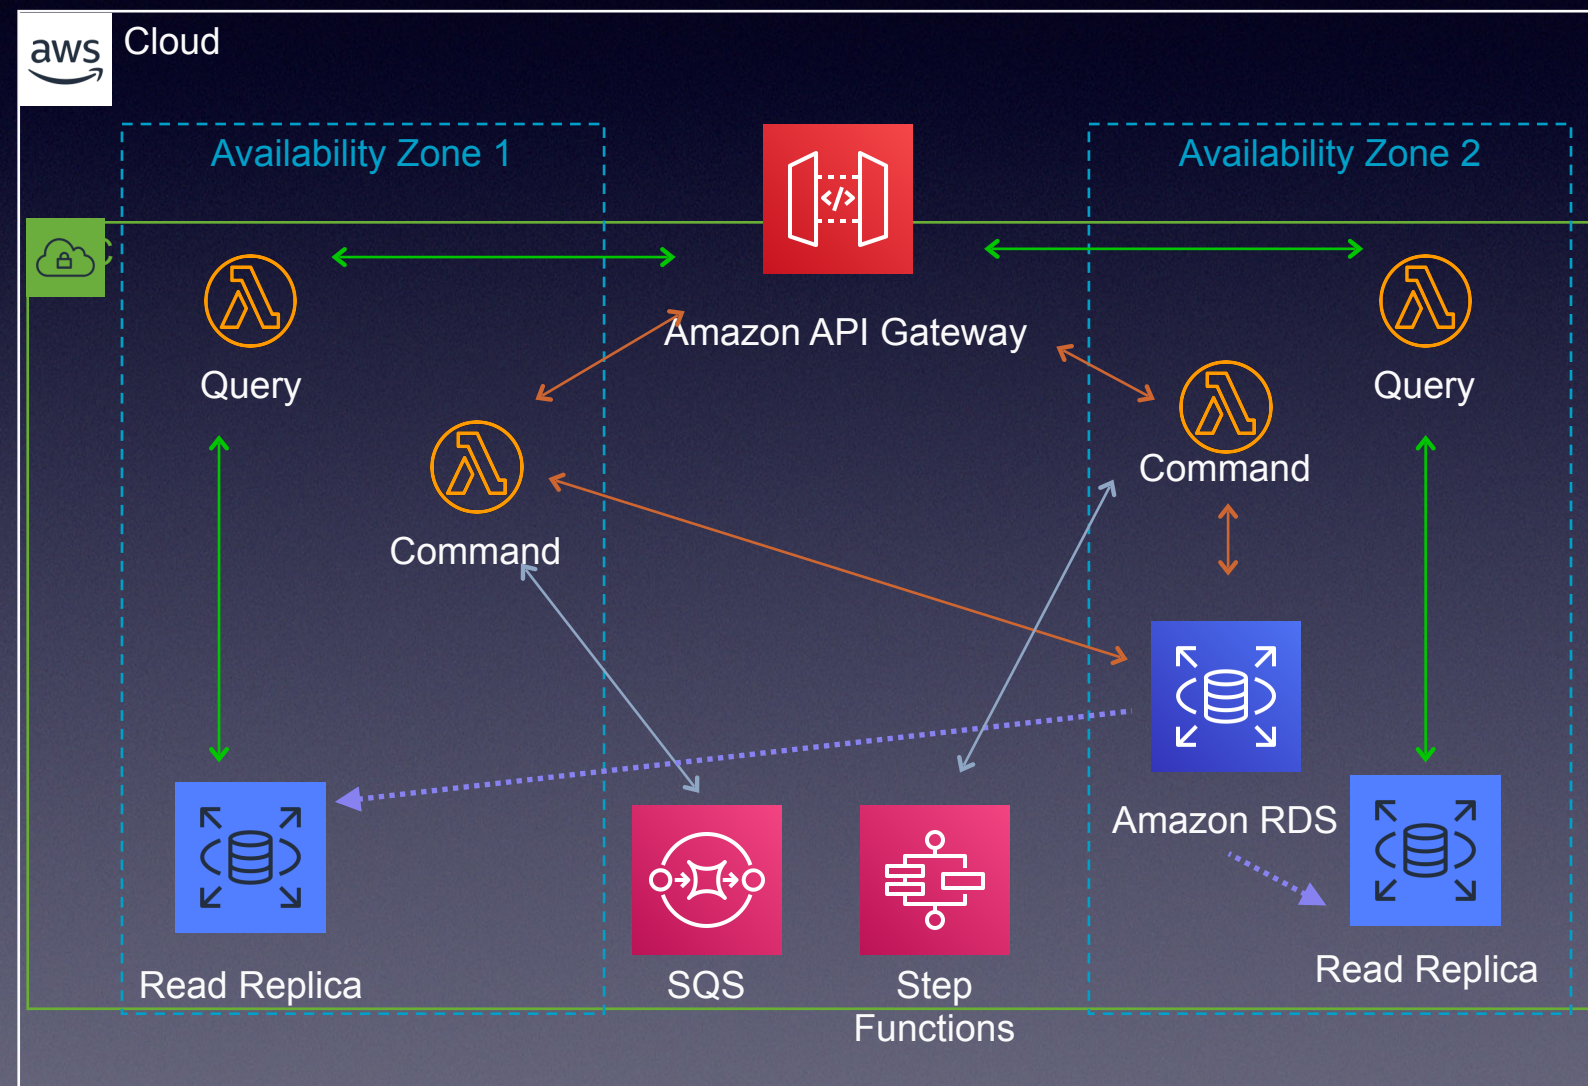 aws
Cloud
Availability Zone 1
Availability Zone 2
</>
Amazon API Gateway
Query
Query
Command
Command
Amazon RDS
Read Replica
SQS
Step
Functions
Read Replica